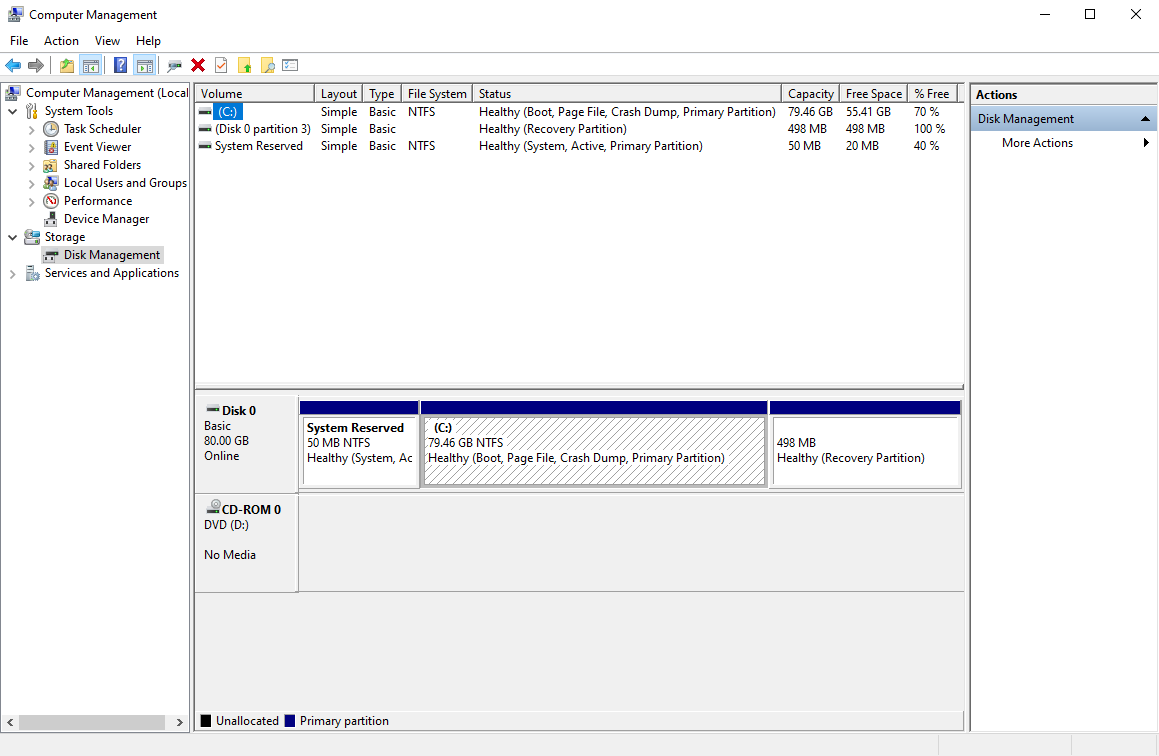 Computer Management
File Action View Help
Computer Management (Local
System Tools
Task Scheduler
Event Viewer
Shared Folders
Local Users and Groups
Performance
Device Manager
Storage
Disk Management
Services and Applications
Volume Layout Type File System Status Capacity Free Space % Free
(C:) Simple Basic NTFS Healthy (Boot, Page File, Crash Dump, Primary Partition) 79.46 GB 55.41 GB 70 %
(Disk 0 partition 3) Simple Basic Healthy (Recovery Partition) 498 MB 498 MB 100 %
System Reserved Simple Basic NTFS Healthy (System, Active, Primary Partition) 50 MB 20 MB 40 %
Disk 0
Basic
80.00 GB
Online
System Reserved
50 MB NTFS
Healthy (System, Ac
(C:)
79.46 GB NTFS
Healthy (Boot, Page File, Crash Dump, Primary Partition)
498 MB
Healthy (Recovery Partition)
CD-ROM 0
DVD (D:)
No Media
Unallocated Primary partition
Actions
Disk Management
More Actions